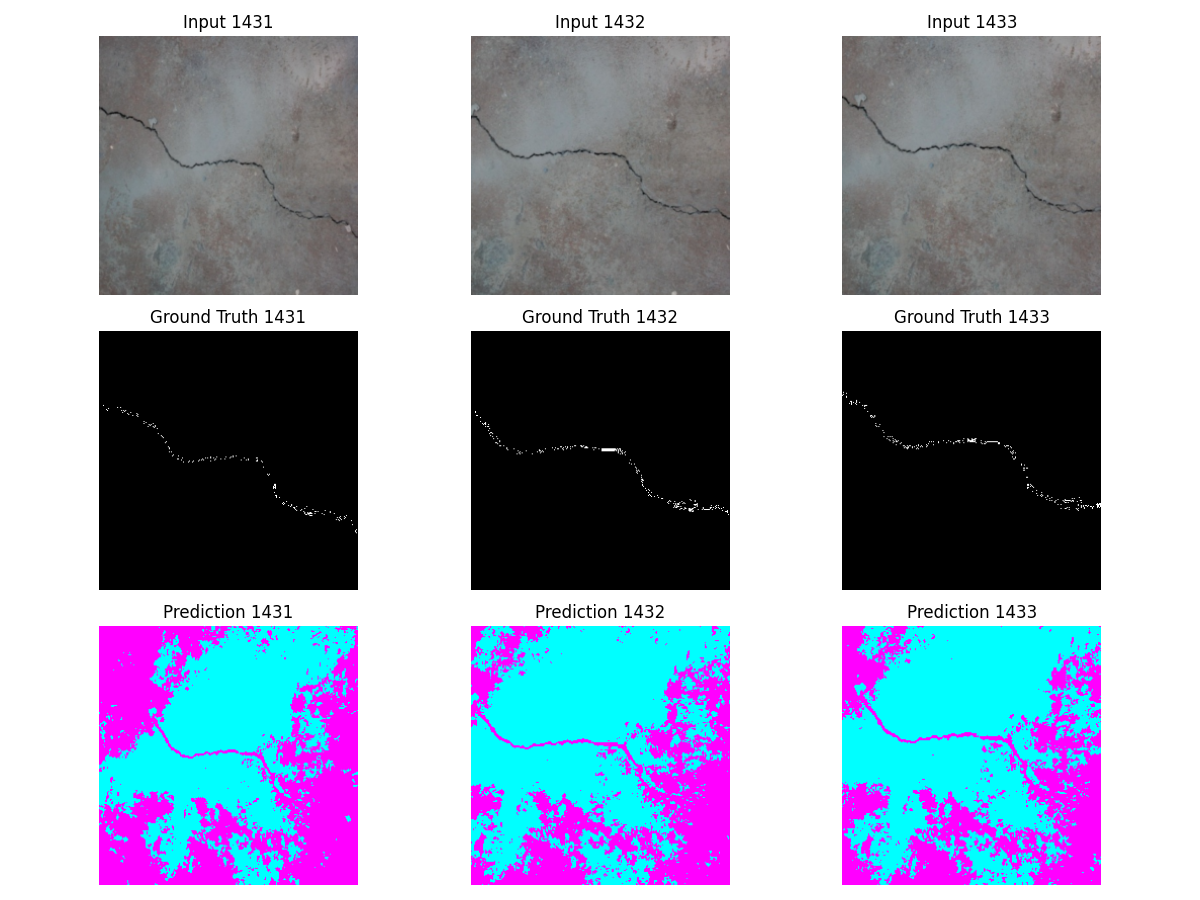 Input 1431
Input 1432
Input 1433
Ground Truth 1431
Ground Truth 1432
Ground Truth 1433
Prediction 1431
Prediction 1432
Prediction 1433